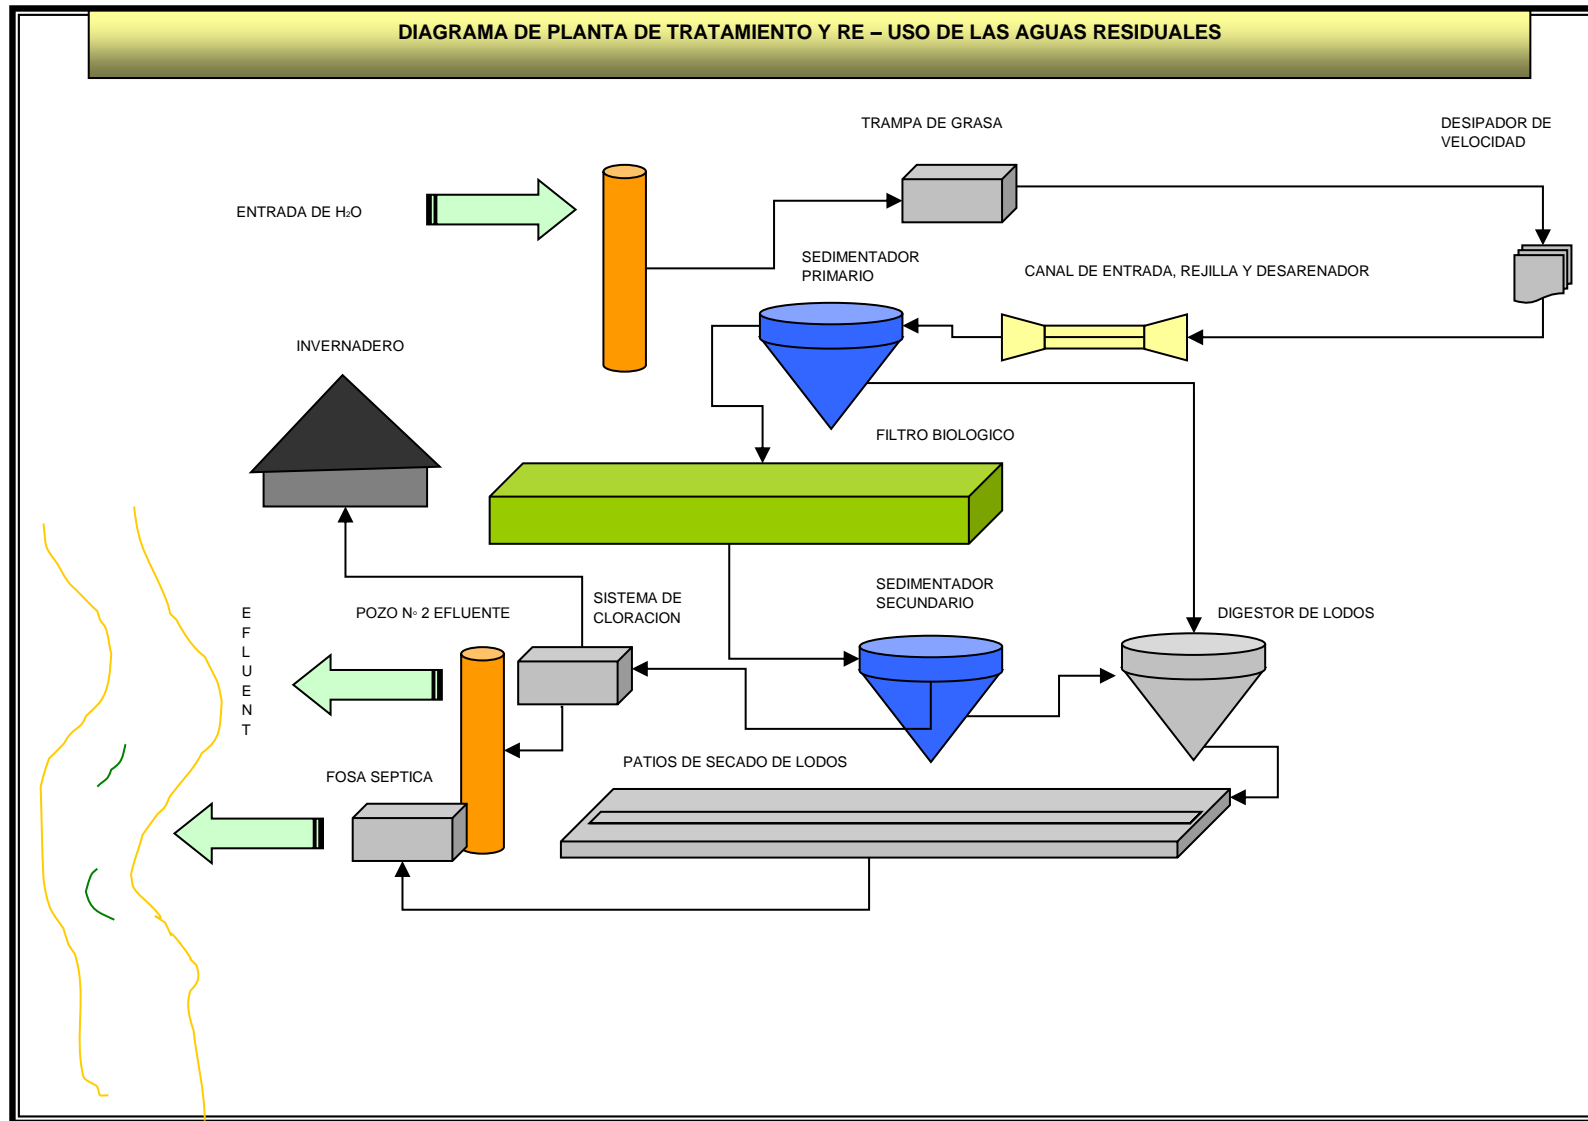 DIAGRAMA DE PLANTA DE TRATAMIENTO Y RE – USO DE LAS AGUAS RESIDUALES
TRAMPA DE GRASA
DESIPADOR DE
VELOCIDAD
ENTRADA DE H₂O
SEDIMENTADOR
PRIMARIO
CANAL DE ENTRADA, REJILLA Y DESARENADOR
INVERNADERO
FILTRO BIOLOGICO
SEDIMENTADOR
SECUNDARIO
SISTEMA DE
CLORACION
POZO N° 2 EFLUENTE
DIGESTOR DE LODOS
E
F
L
U
E
N
T
FOSA SEPTICA
PATIOS DE SECADO DE LODOS